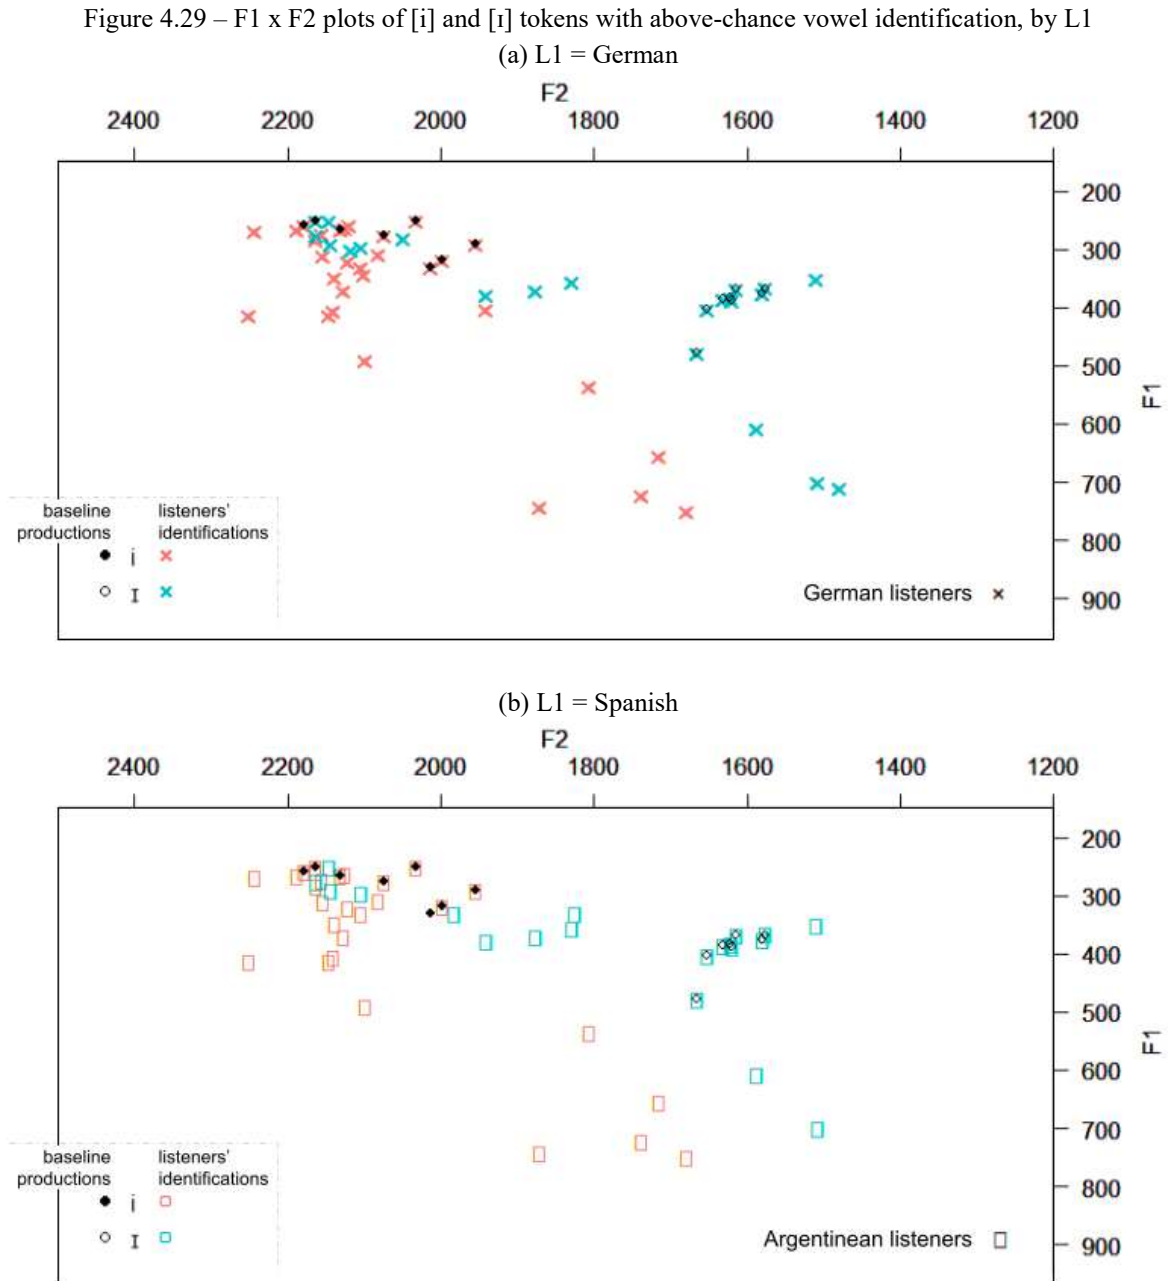 Figure 4.29 – F1 x F2 plots of [i] and [ɪ] tokens with above-chance vowel identification, by L1
(a) L1 = German
F2
2400 2200 2000 1800 1600 1400 1200
200
300
400
500
F1
600
700
800
900
baseline listeners'
productions identifications
i
ɪ
German listeners
(b) L1 = Spanish
F2
2400 2200 2000 1800 1600 1400 1200
200
300
400
500
F1
600
700
800
900
baseline listeners'
productions identifications
i
ɪ
Argentinean listeners